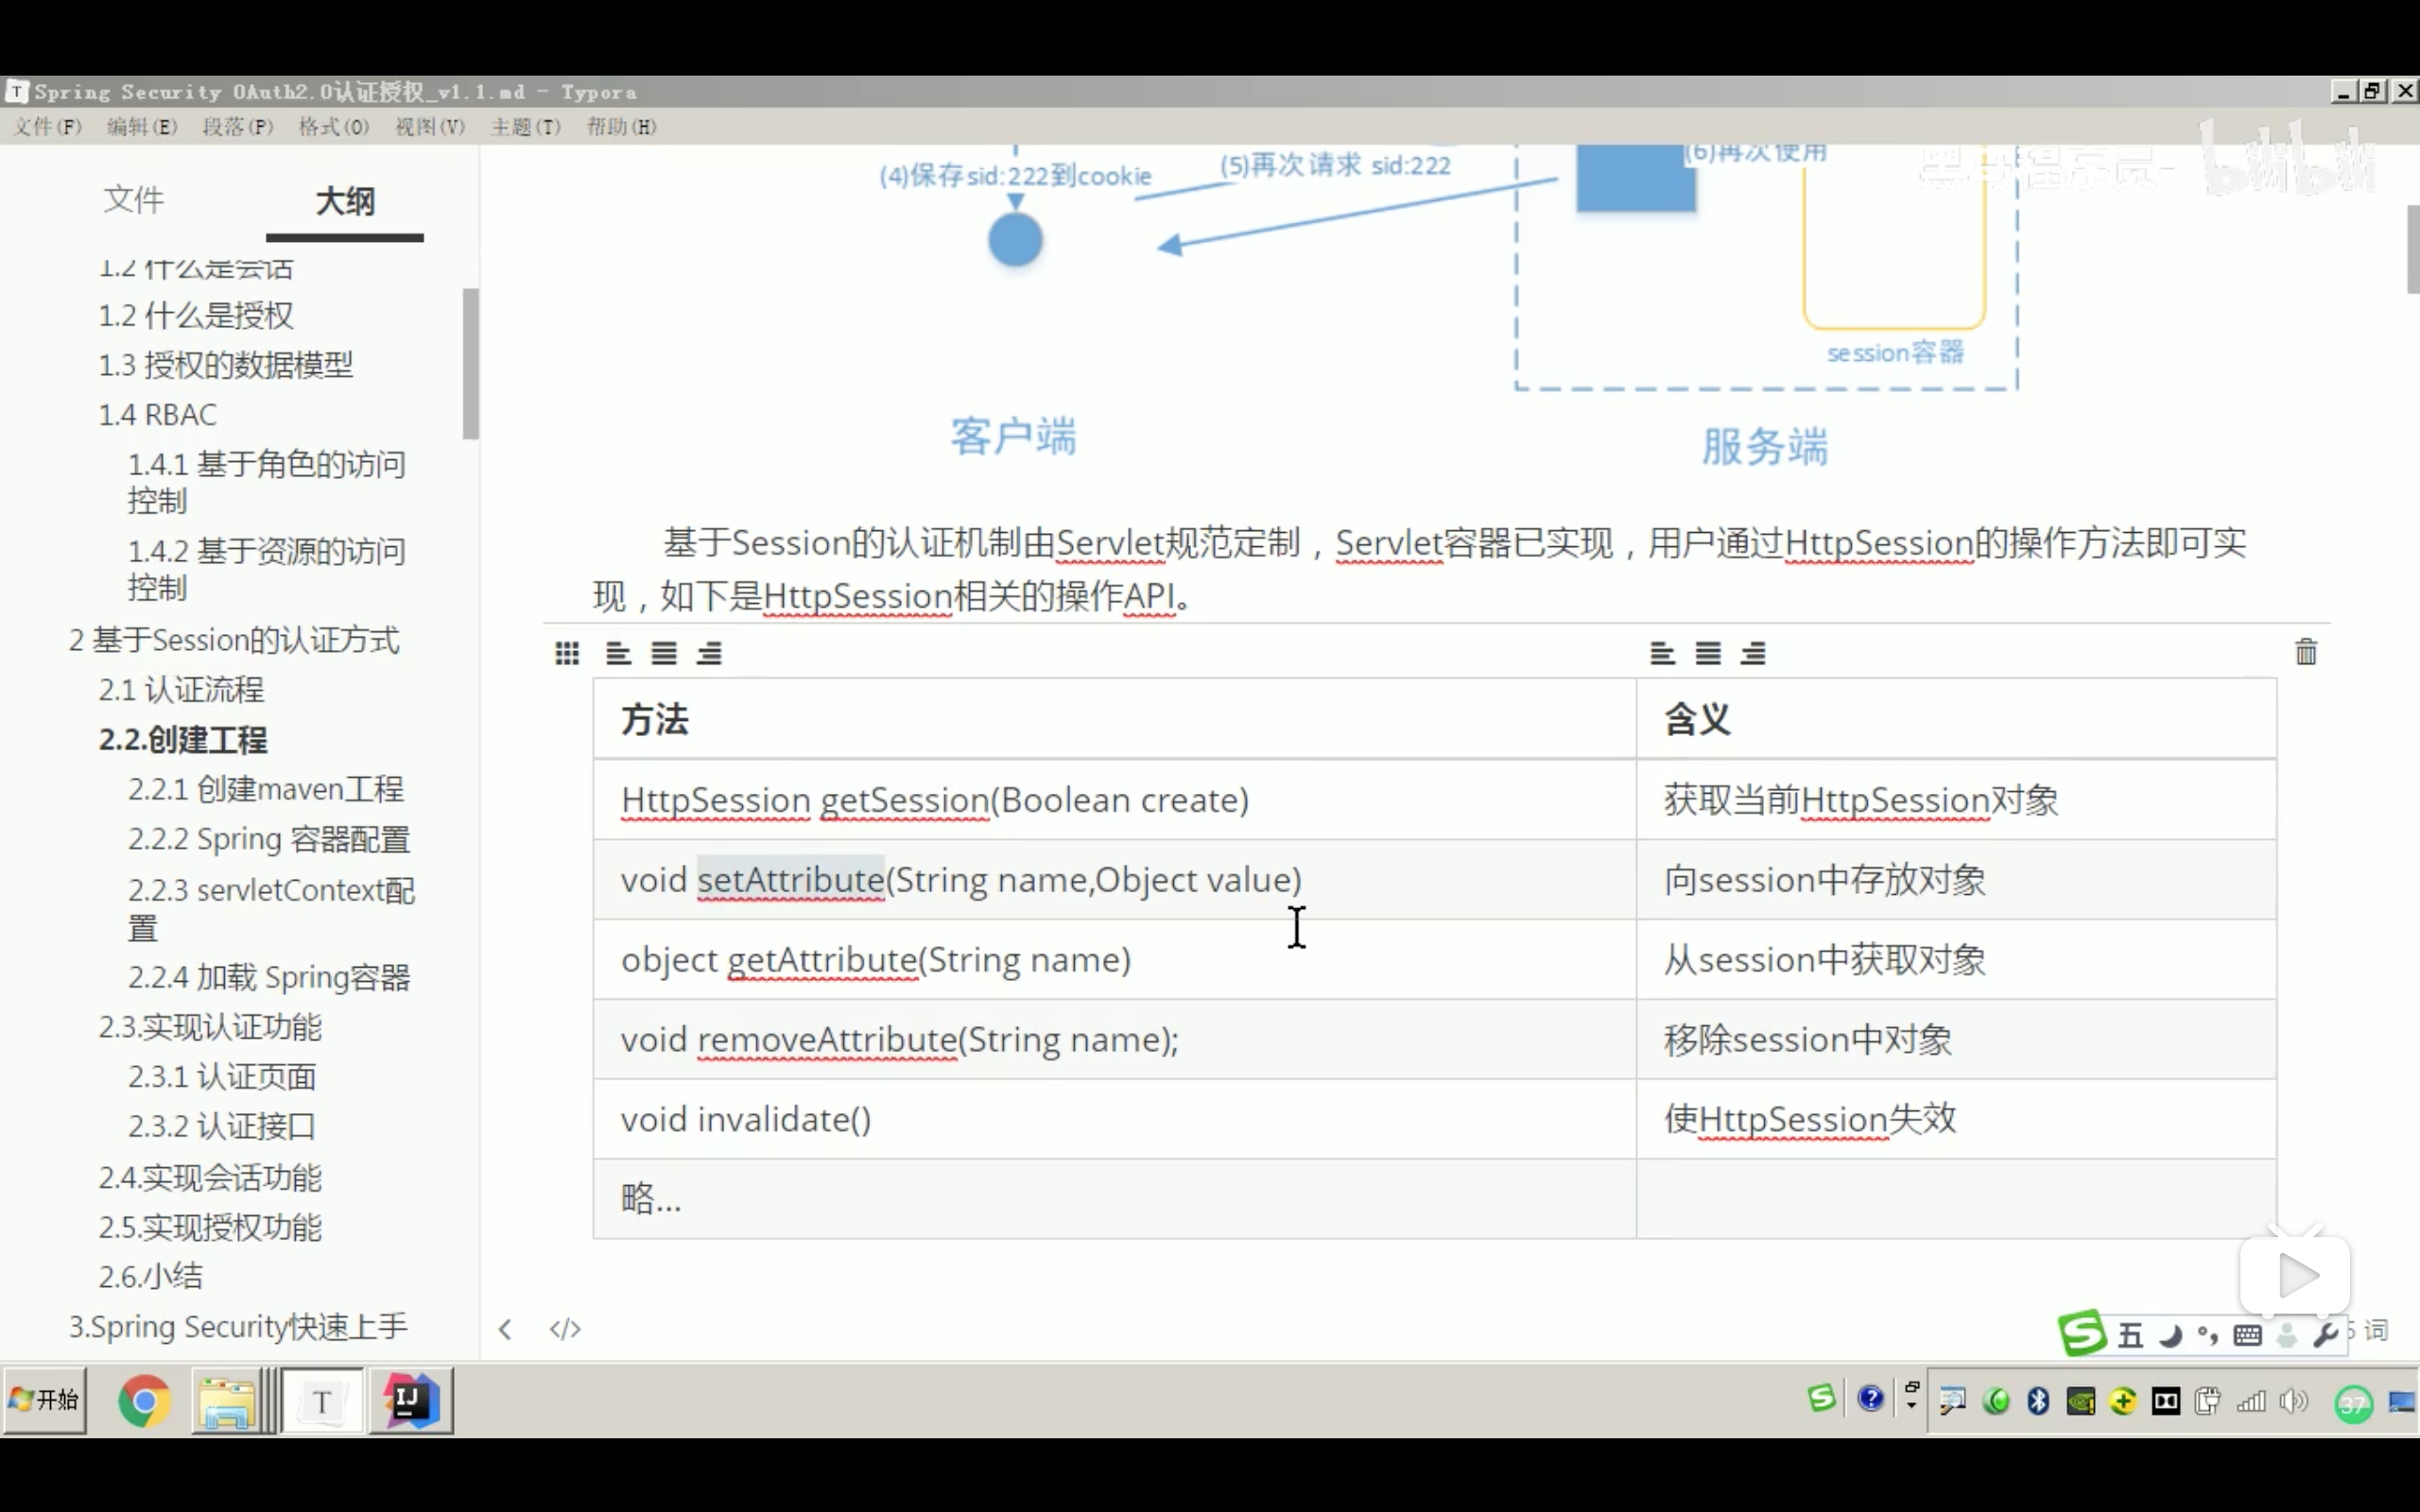 Spring Security OAuth2.0认证授权_v1.1.md - Typora
文件(F) 编辑(E) 段落(P) 格式(O) 视图(V) 主题(T) 帮助(H)
文件 大纲
1.2 什么是会话
1.2 什么是授权
1.3 授权的数据模型
1.4 RBAC
1.4.1 基于角色的访问
控制
1.4.2 基于资源的访问
控制
2 基于Session的认证方式
2.1 认证流程
2.2.创建工程
2.2.1 创建maven工程
2.2.2 Spring 容器配置
2.2.3 servletContext配
置
2.2.4 加载 Spring容器
2.3.实现认证功能
2.3.1 认证页面
2.3.2 认证接口
2.4.实现会话功能
2.5.实现授权功能
2.6.小结
3.Spring Security快速上手
(4)保存sid:222到cookie
(5)再次请求 sid:222
(6)再次使用
黑马程序员-
bilibili
session容器
客户端
服务端
基于Session的认证机制由Servlet规范定制，Servlet容器已实现，用户通过HttpSession的操作方法即可实
现，如下是HttpSession相关的操作API。
方法 含义
HttpSession getSession(Boolean create) 获取当前HttpSession对象
void setAttribute(String name,Object value) 向session中存放对象
object getAttribute(String name) 从session中获取对象
void removeAttribute(String name); 移除session中对象
void invalidate() 使HttpSession失效
略...
五
词
开始
37